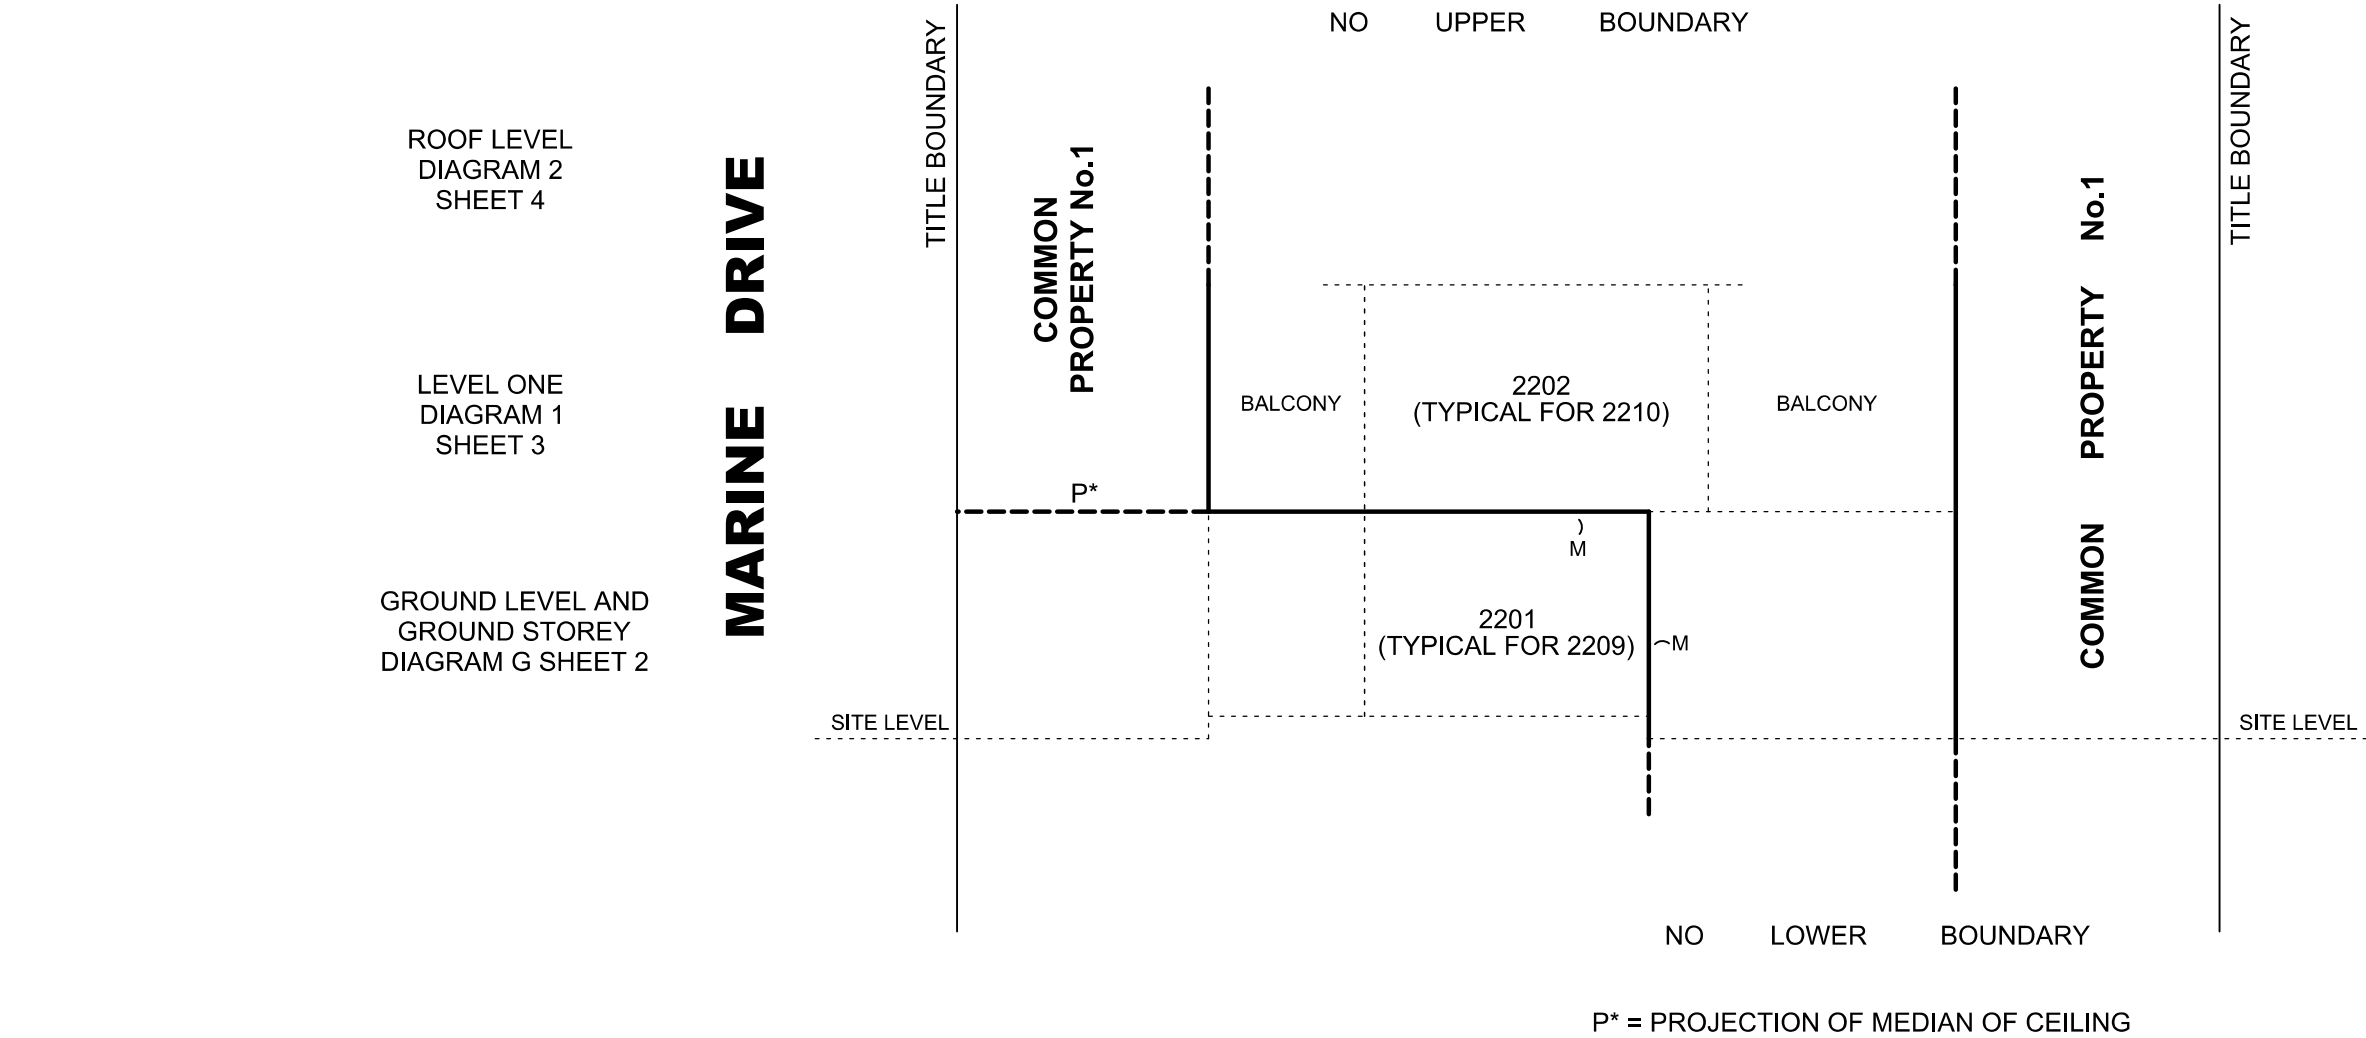 NO UPPER BOUNDARY
TITLE BOUNDARY
TITLE BOUNDARY
ROOF LEVEL
DIAGRAM 2
SHEET 4
MARINE DRIVE
COMMON
PROPERTY No.1
COMMON PROPERTY No.1
LEVEL ONE
DIAGRAM 1
SHEET 3
BALCONY
2202
(TYPICAL FOR 2210)
BALCONY
P*
M
GROUND LEVEL AND
GROUND STOREY
DIAGRAM G SHEET 2
2201
(TYPICAL FOR 2209)
M
SITE LEVEL
SITE LEVEL
NO LOWER BOUNDARY
P* = PROJECTION OF MEDIAN OF CEILING